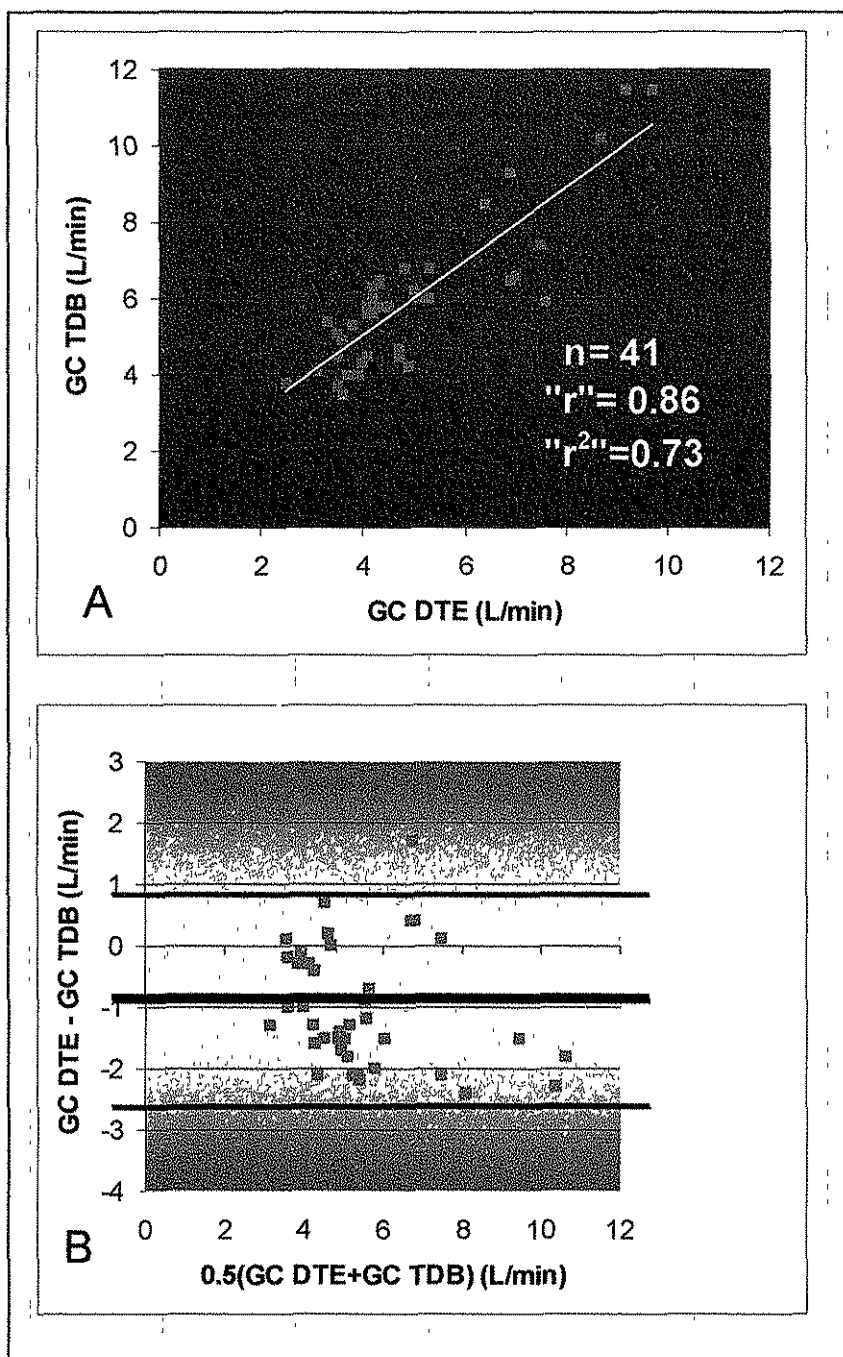 12
10
8
6
4
2
0
GC TDB (L/min)
n= 41
"r"= 0.86
"r²"=0.73
0 2 4 6 8 10 12
A
GC DTE (L/min)
3
2
1
0
-1
-2
-3
-4
GC DTE - GC TDB (L/min)
0 2 4 6 8 10 12
B
0.5(GC DTE+GC TDB) (L/min)